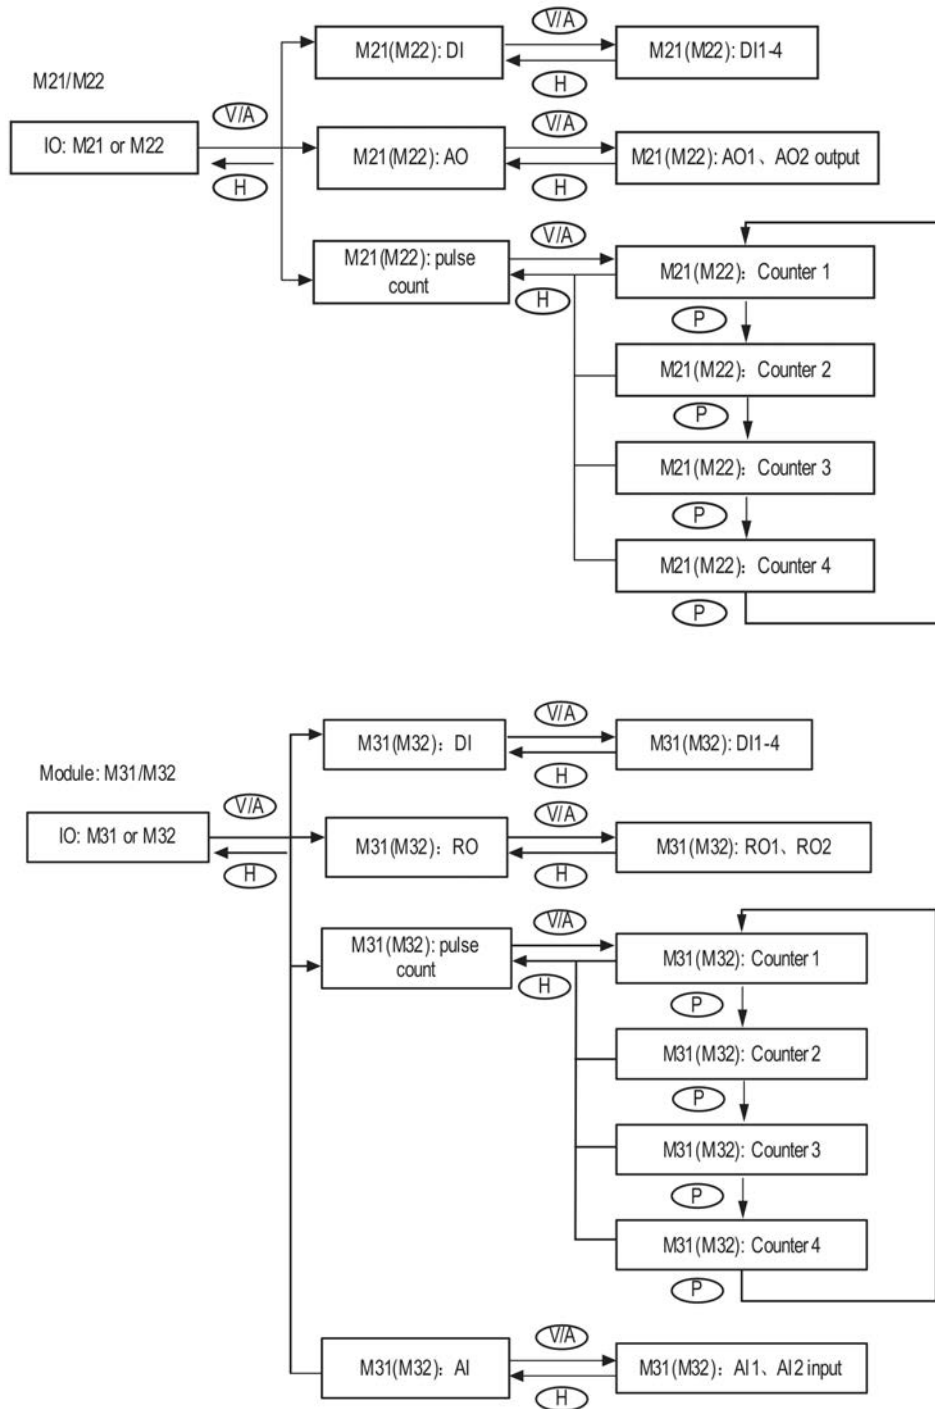 V/A
M21(M22): DI
M21(M22): DI1-4
H
M21/M22
V/A
V/A
IO: M21 or M22
M21(M22): AO
M21(M22): AO1、AO2 output
H
H
V/A
M21(M22): pulse
count
M21(M22): Counter 1
H
P
M21(M22): Counter 2
P
M21(M22): Counter 3
P
M21(M22): Counter 4
P
V/A
M31(M32): DI
M31(M32): DI1-4
H
Module: M31/M32
V/A
V/A
IO: M31 or M32
M31(M32): RO
M31(M32): RO1、RO2
H
H
V/A
M31(M32): pulse
count
M31(M32): Counter 1
H
P
M31(M32): Counter 2
P
M31(M32): Counter 3
P
M31(M32): Counter 4
P
V/A
M31(M32): AI
M31(M32): AI1、AI2 input
H